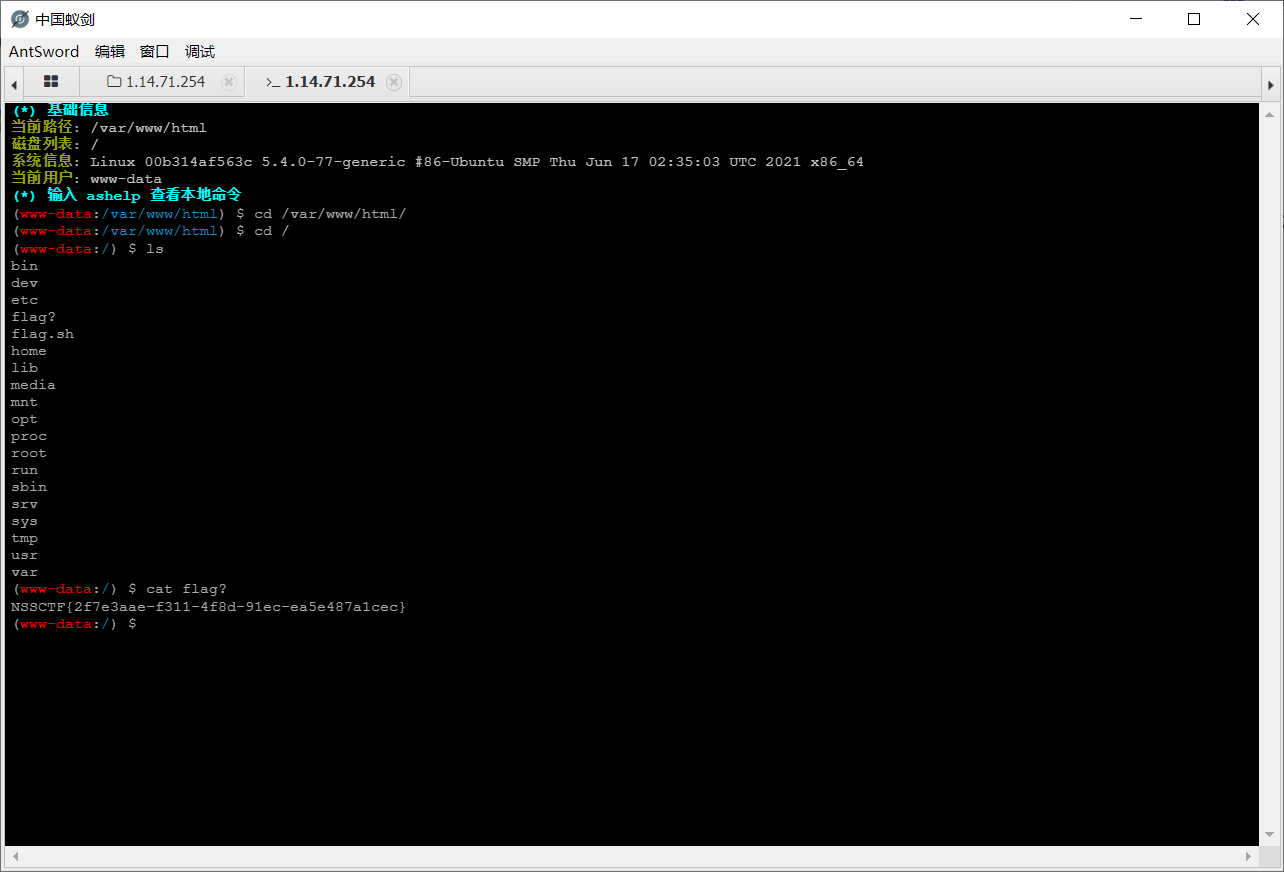 中国蚁剑
AntSword 编辑 窗口 调试
1.14.71.254 >_ 1.14.71.254
(*) 基础信息
当前路径: /var/www/html
磁盘列表: /
系统信息: Linux 00b314af563c 5.4.0-77-generic #86-Ubuntu SMP Thu Jun 17 02:35:03 UTC 2021 x86_64
当前用户: www-data
(*) 输入 ashelp 查看本地命令
(www-data:/var/www/html) $ cd /var/www/html/
(www-data:/var/www/html) $ cd /
(www-data:/) $ ls
bin
dev
etc
flag?
flag.sh
home
lib
media
mnt
opt
proc
root
run
sbin
srv
sys
tmp
usr
var
(www-data:/) $ cat flag?
NSSCTF{2f7e3aae-f311-4f8d-91ec-ea5e487a1cec}
(www-data:/) $